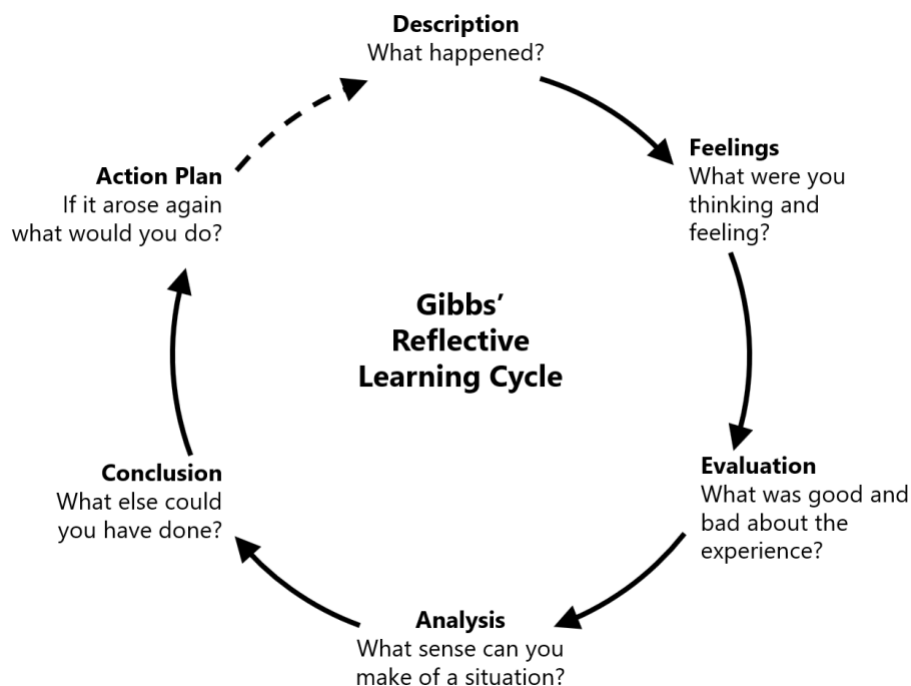 Description
What happened?
Feelings
What were you
thinking and
feeling?
Evaluation
What was good and
bad about the
experience?
Analysis
What sense can you
make of a situation?
Conclusion
What else could
you have done?
Action Plan
If it arose again
what would you do?
Gibbs’
Reflective
Learning Cycle